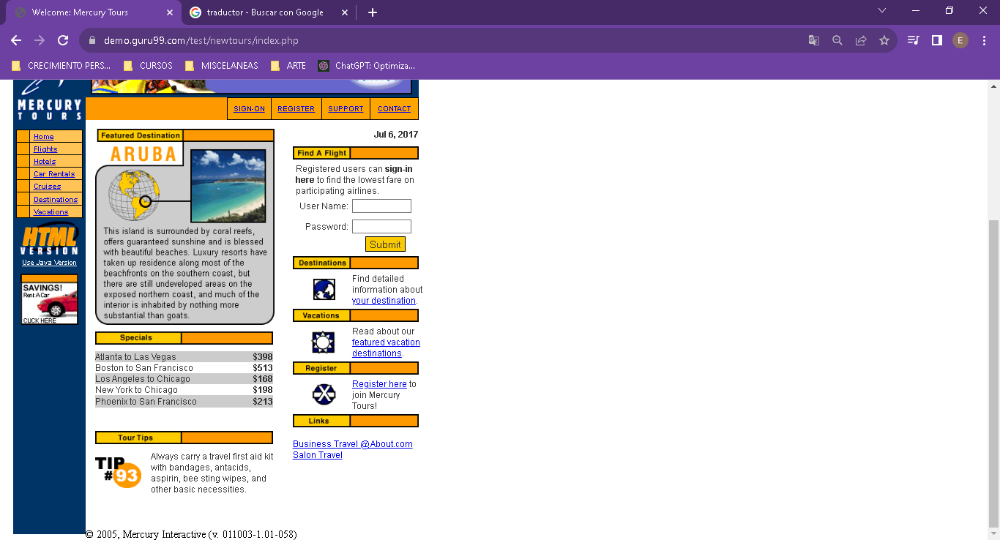 Welcome: Mercury Tours
traductor - Buscar con Google
demo.guru99.com/test/newtours/index.php
E
CRECIMIENTO PERS...
CURSOS
MISCELANEAS
ARTE
ChatGPT: Optimiza...
MERCURY
TOURS
SIGN-ON
REGISTER
SUPPORT
CONTACT
Home
Flights
Hotels
Car Rentals
Cruises
Destinations
Vacations
HTML
VERSION
Use Java Version
SAVINGS!
Rent A Car
CLICK HERE
Featured Destination
ARUBA
This island is surrounded by coral reefs,
offers guaranteed sunshine and is blessed
with beautiful beaches. Luxury resorts have
taken up residence along most of the
beachfronts on the southern coast, but
there are still undeveloped areas on the
exposed northern coast, and much of the
interior is inhabited by nothing more
substantial than goats.
Specials
Atlanta to Las Vegas $398
Boston to San Francisco $513
Los Angeles to Chicago $168
New York to Chicago $198
Phoenix to San Francisco $213
Tour Tips
TIP
#93
Always carry a travel first aid kit
with bandages, antacids,
aspirin, bee sting wipes, and
other basic necessities.
Jul 6, 2017
Find A Flight
Registered users can sign-in
here to find the lowest fare on
participating airlines.
User Name:
Password:
Submit
Destinations
Find detailed
information about
your destination.
Vacations
Read about our
featured vacation
destinations.
Register
Register here to
join Mercury
Tours!
Links
Business Travel @About.com
Salon Travel
© 2005, Mercury Interactive (v. 011003-1.01-058)